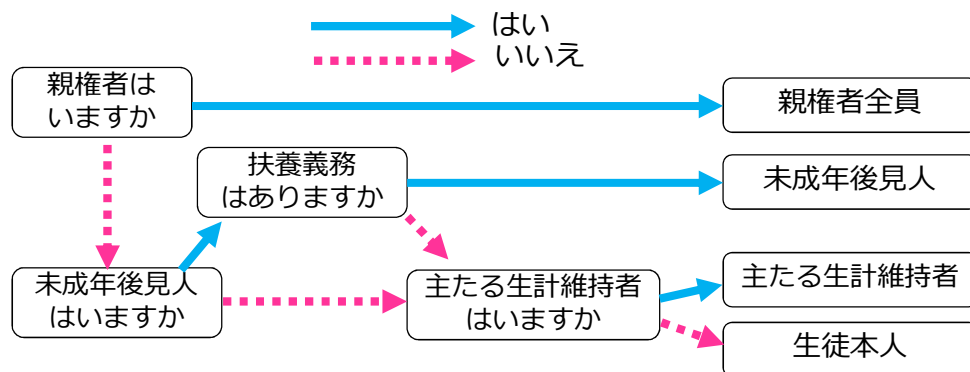 はい
いいえ
親権者は
いますか
親権者全員
扶養義務
はありますか
未成年後見人
未成年後見人
はいますか
主たる生計維持者
はいますか
主たる生計維持者
生徒本人